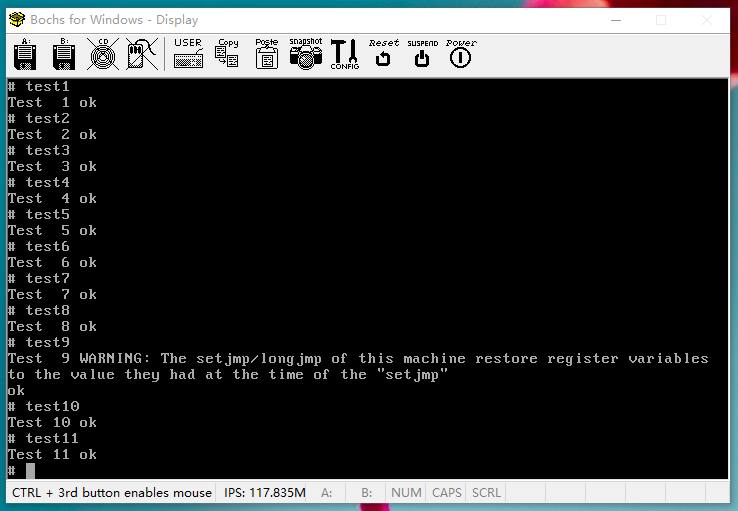 Bochs for Windows - Display
A: B: CD USER Copy Paste snapshot CONFIG Reset SUSPEND Power
# test1
Test  1 ok
# test2
Test  2 ok
# test3
Test  3 ok
# test4
Test  4 ok
# test5
Test  5 ok
# test6
Test  6 ok
# test7
Test  7 ok
# test8
Test  8 ok
# test9
Test  9 WARNING: The setjmp/longjmp of this machine restore register variables
to the value they had at the time of the "setjmp"
ok
# test10
Test 10 ok
# test11
Test 11 ok
#
CTRL + 3rd button enables mouse IPS: 117.835M A: B: NUM CAPS SCRL